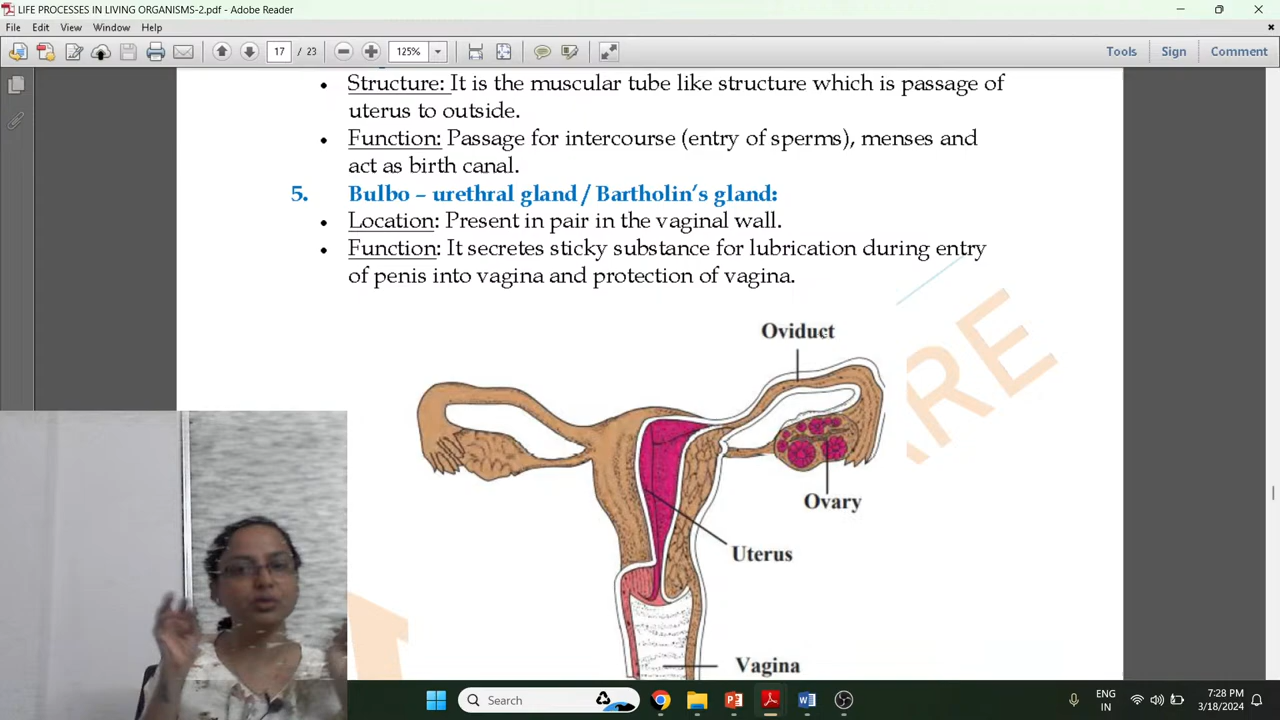 LIFE PROCESSES IN LIVING ORGANISMS-2.pdf - Adobe Reader
File Edit View Window Help
17 / 23 125% Tools Sign Comment
• Structure: It is the muscular tube like structure which is passage of
uterus to outside.
• Function: Passage for intercourse (entry of sperms), menses and
act as birth canal.
5. Bulbo – urethral gland / Bartholin's gland:
• Location: Present in pair in the vaginal wall.
• Function: It secretes sticky substance for lubrication during entry
of penis into vagina and protection of vagina.
Oviduct
Ovary
Uterus
Vagina
Search
ENG
IN
7:28 PM
3/18/2024